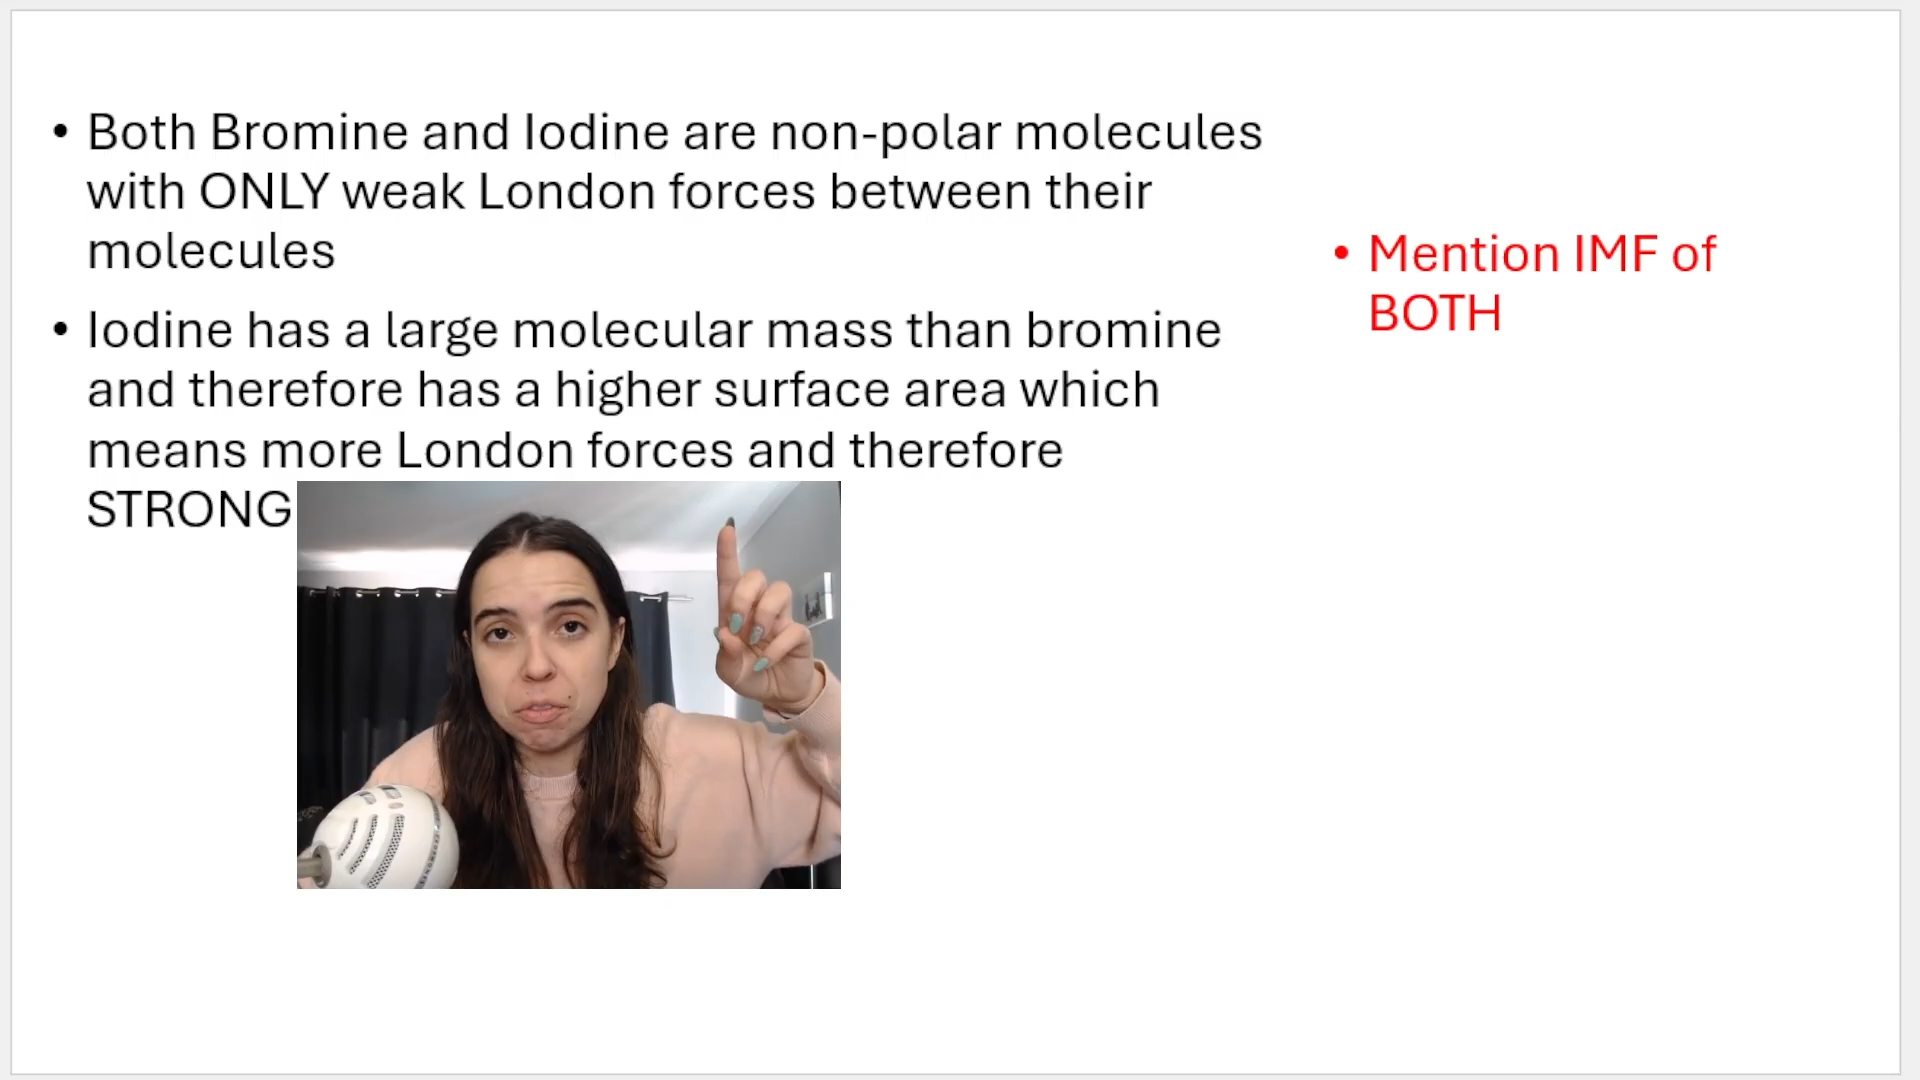 • Both Bromine and Iodine are non-polar molecules
with ONLY weak London forces between their
molecules
• Iodine has a large molecular mass than bromine
and therefore has a higher surface area which
means more London forces and therefore
STRONG
• Mention IMF of
BOTH